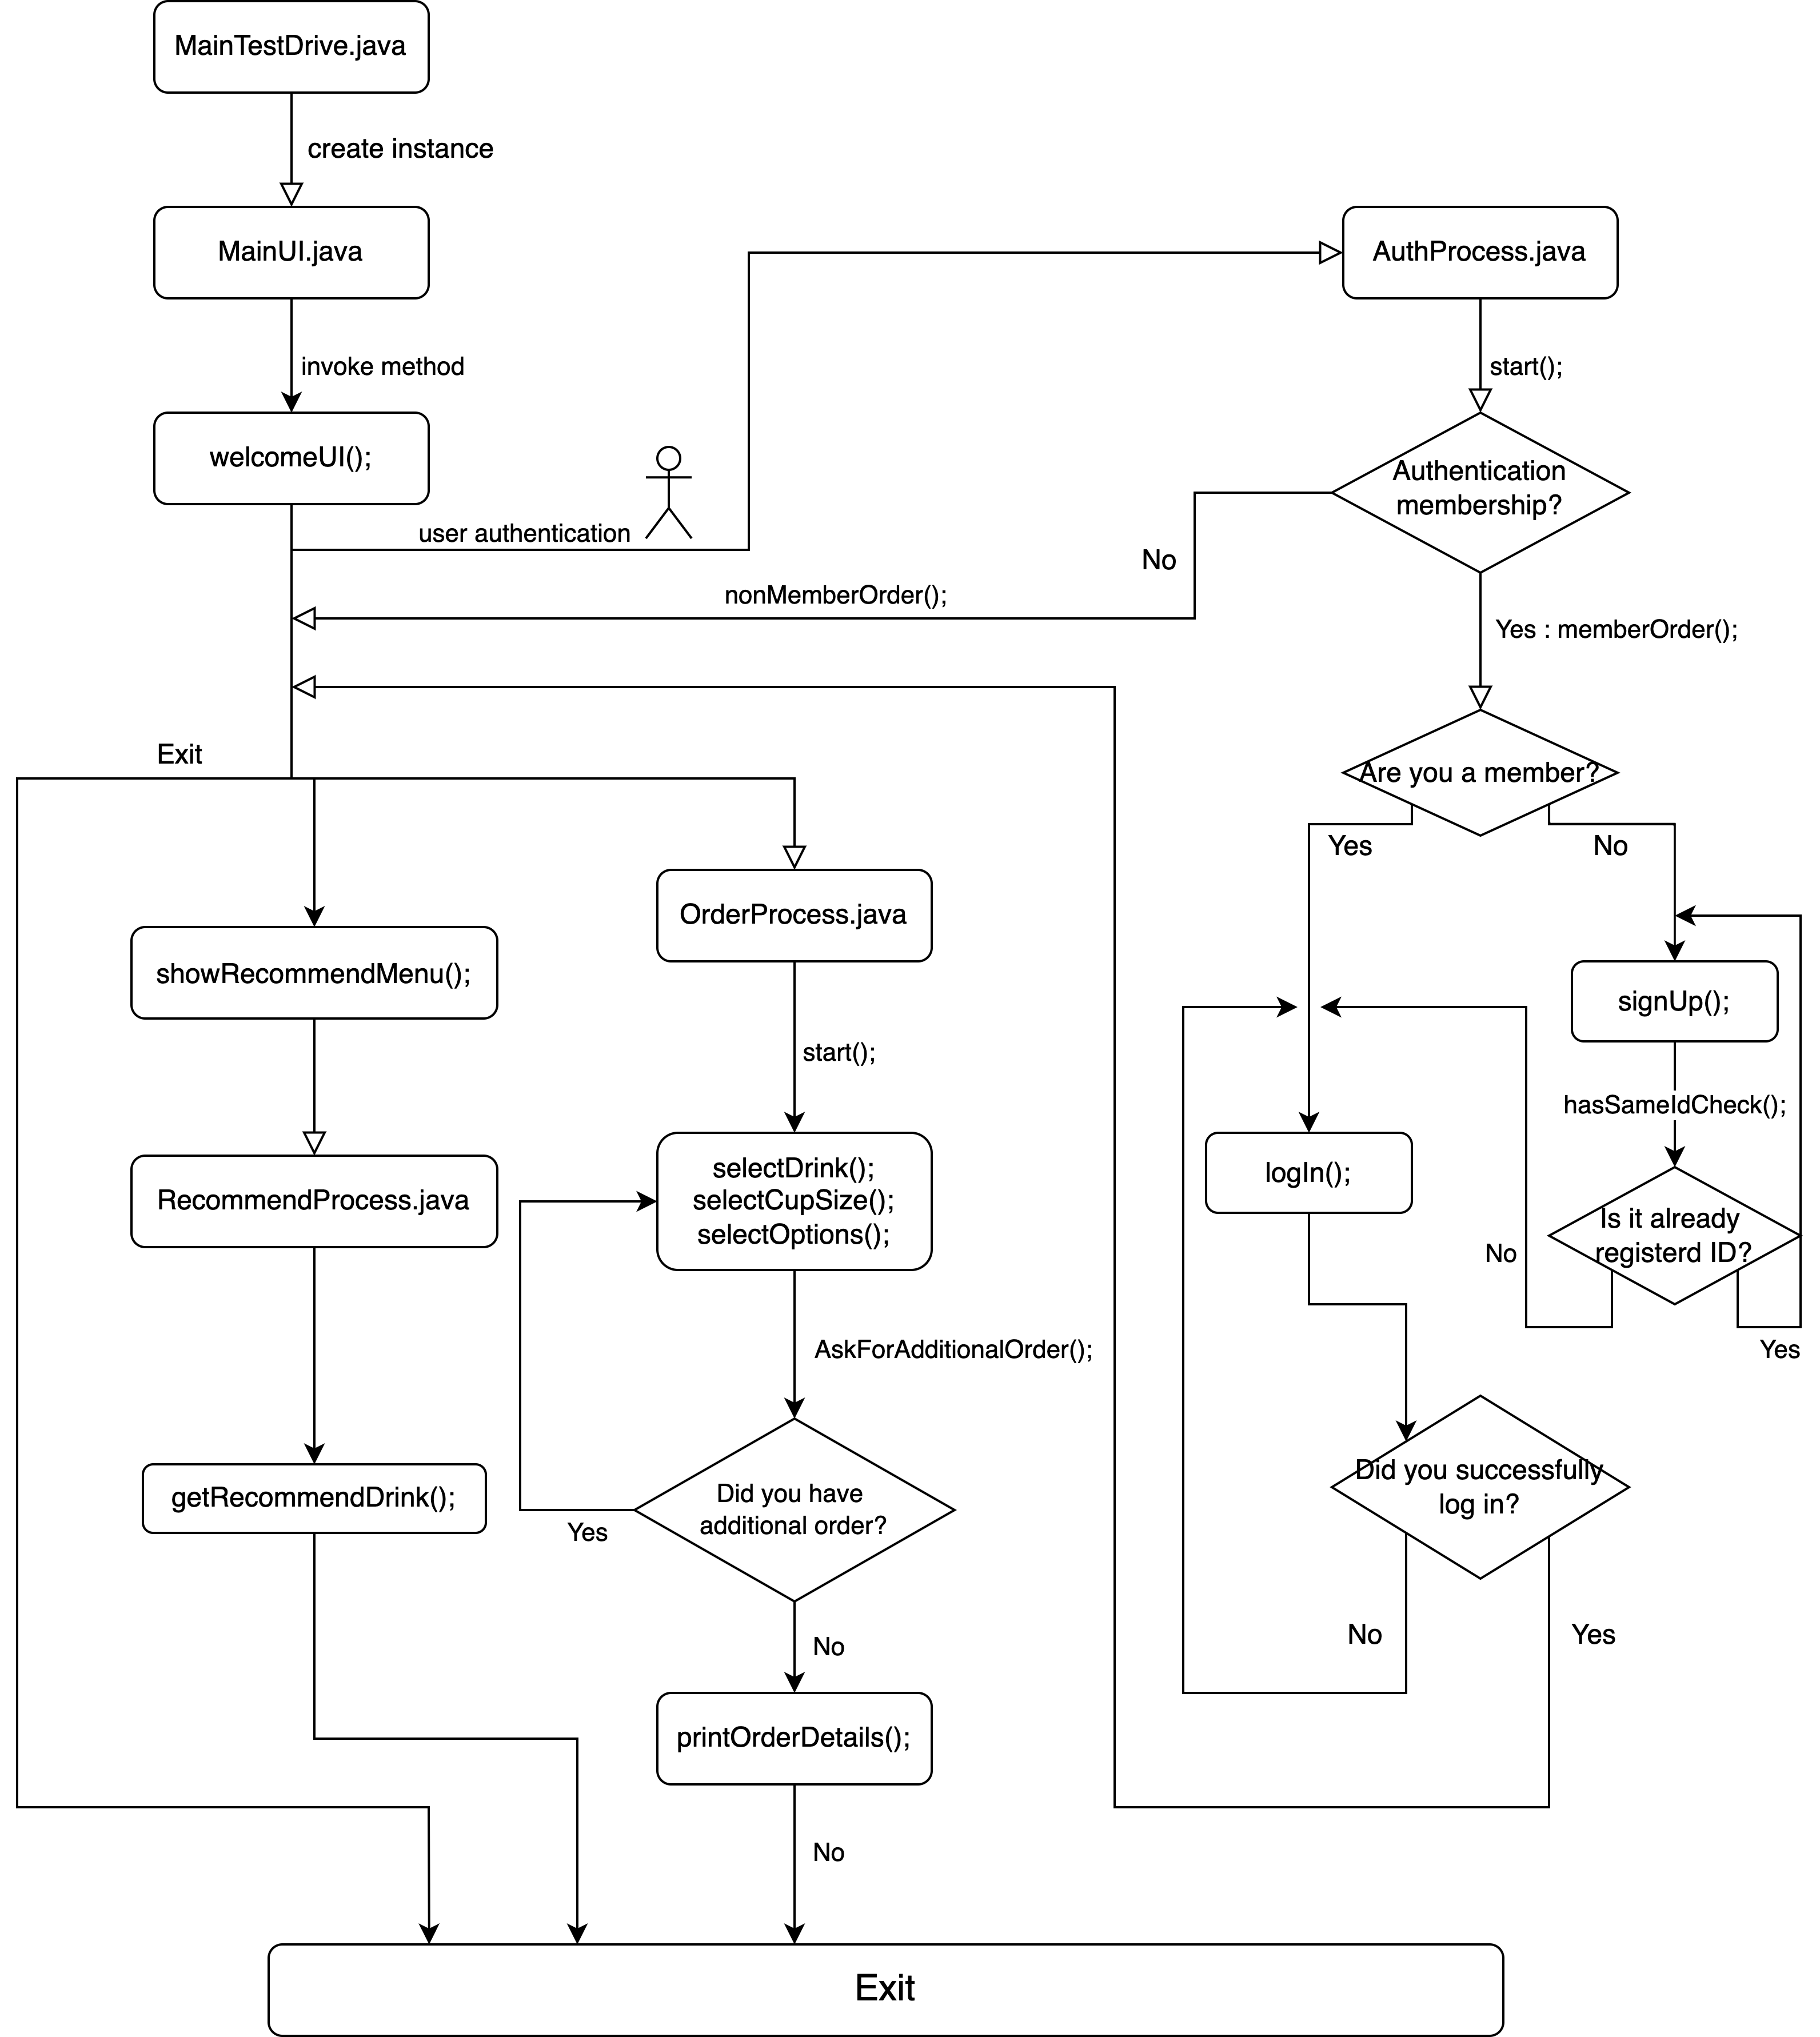 MainTestDrive.java
create instance
MainUI.java
AuthProcess.java
invoke method
start();
welcomeUI();
Authentication
membership?
user authentication
No
nonMemberOrder();
Yes : memberOrder();
Exit
Are you a member?
Yes
No
OrderProcess.java
showRecommendMenu();
signUp();
start();
hasSameIdCheck();
selectDrink();
selectCupSize();
selectOptions();
logIn();
RecommendProcess.java
Is it already
registerd ID?
No
Yes
AskForAdditionalOrder();
Did you successfully
log in?
getRecommendDrink();
Did you have
additional order?
Yes
No
No
Yes
printOrderDetails();
No
Exit